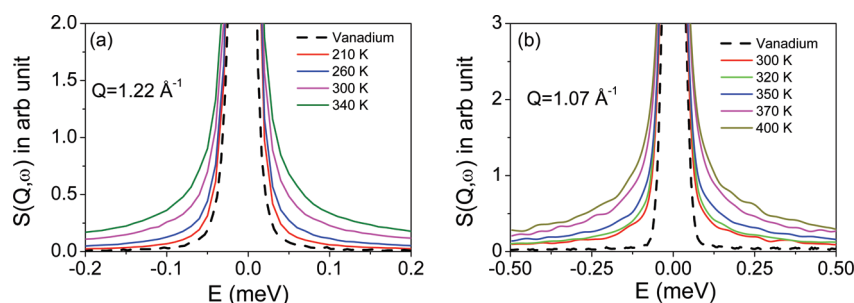 (a)
Vanadium
210 K
260 K
300 K
340 K
Q=1.22 Å-1
S(Q,ω) in arb unit
2.0
1.5
1.0
0.5
0.0
-0.2
-0.1
0.0
0.1
0.2
E (meV)
(b)
Vanadium
300 K
320 K
350 K
370 K
400 K
Q=1.07 Å-1
S(Q,ω) in arb unit
3
2
1
0
-0.50
-0.25
0.00
0.25
0.50
E (meV)